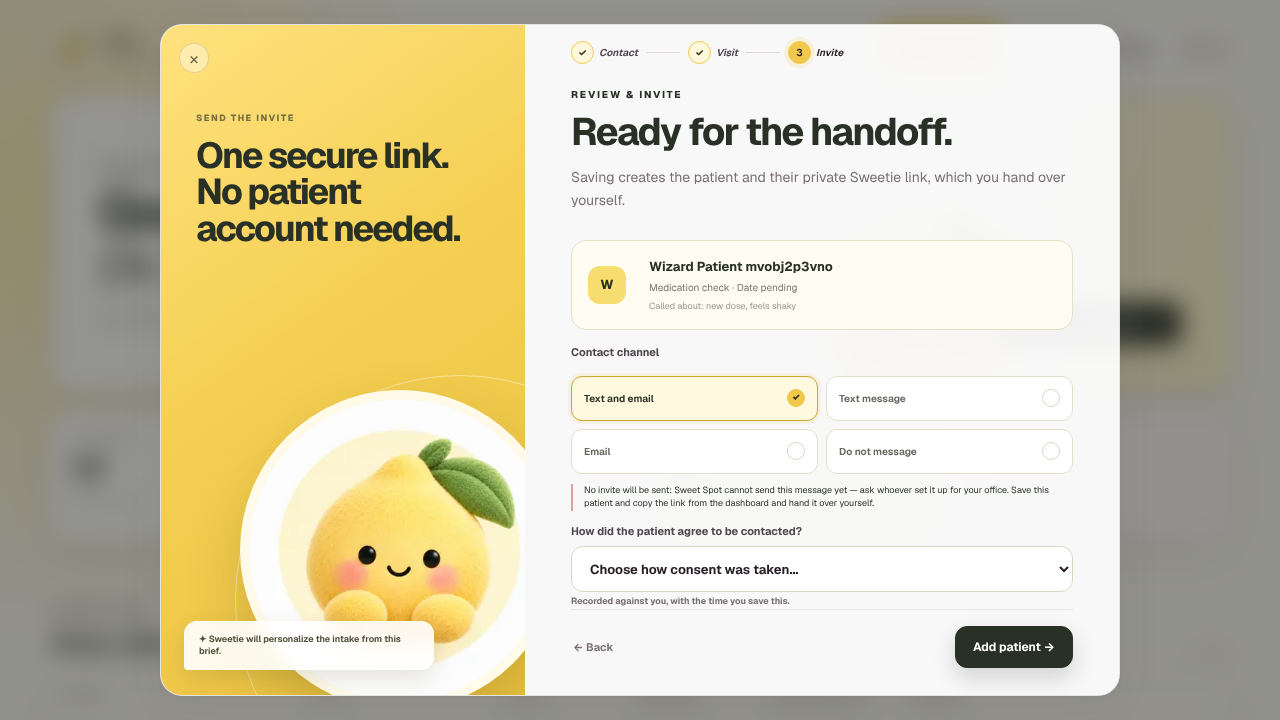 ×
SEND THE INVITE
One secure link.
No patient
account needed.
✦ Sweetie will personalize the intake from this
brief.
✓ Contact
✓ Visit
3 Invite
REVIEW & INVITE
Ready for the handoff.
Saving creates the patient and their private Sweetie link, which you hand over
yourself.
W
Wizard Patient mvobj2p3vno
Medication check · Date pending
Called about: new dose, feels shaky
Contact channel
Text and email
Text message
Email
Do not message
No invite will be sent: Sweet Spot cannot send this message yet — ask whoever set it up for your office. Save this
patient and copy the link from the dashboard and hand it over yourself.
How did the patient agree to be contacted?
Choose how consent was taken...
Recorded against you, with the time you save this.
← Back
Add patient →